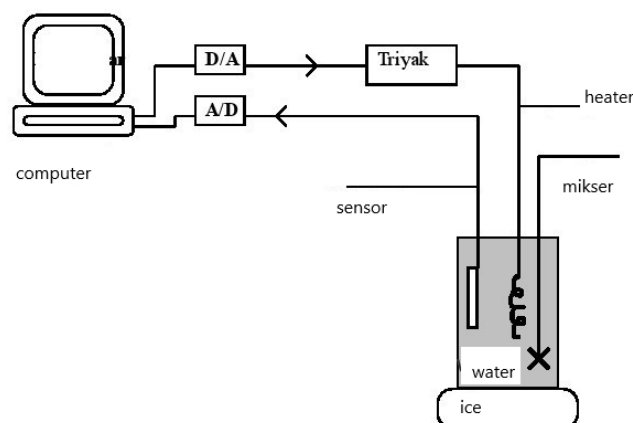 D/A
Triyak
heater
A/D
computer
sensor
mikser
water
ice